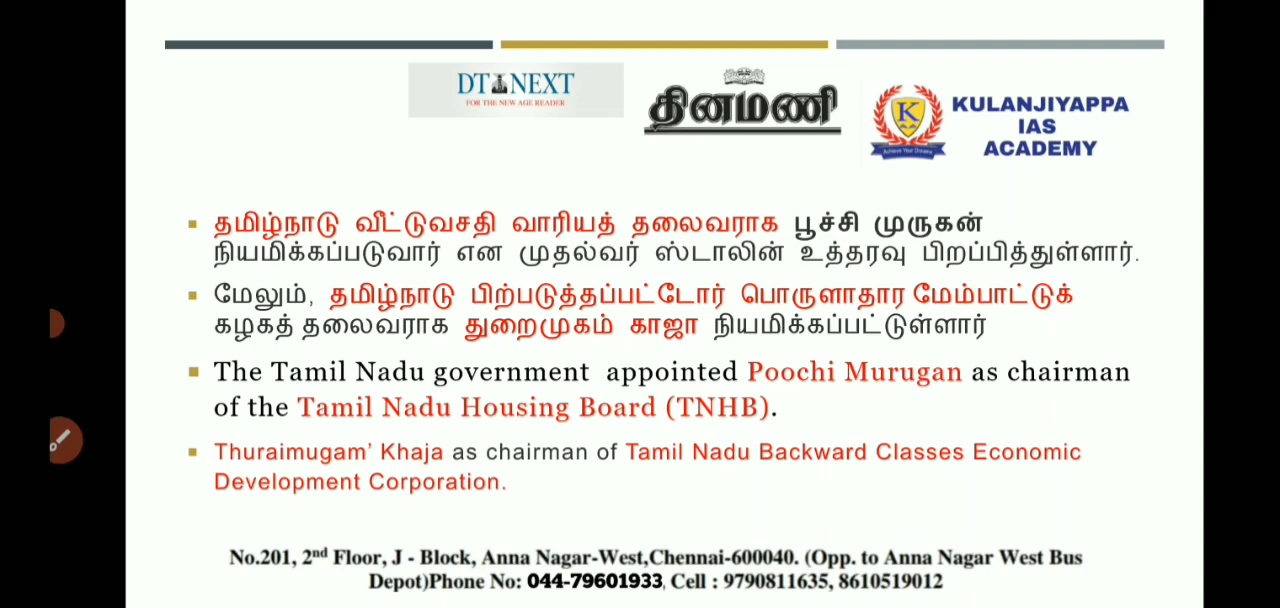 DT NEXT
FOR THE NEW AGE READER
தினமணி
K
Achieve Your Dreams
KULANJIYAPPA
IAS
ACADEMY
தமிழ்நாடு வீட்டுவசதி வாரியத் தலைவராக பூச்சி முருகன்
நியமிக்கப்படுவார் என முதல்வர் ஸ்டாலின் உத்தரவு பிறப்பித்துள்ளார்.
மேலும், தமிழ்நாடு பிற்படுத்தப்பட்டோர் பொருளாதார மேம்பாட்டுக்
கழகத் தலைவராக துறைமுகம் காஜா நியமிக்கப்பட்டுள்ளார்
The Tamil Nadu government appointed Poochi Murugan as chairman
of the Tamil Nadu Housing Board (TNHB).
Thuraimugam’ Khaja as chairman of Tamil Nadu Backward Classes Economic
Development Corporation.
No.201, 2nd Floor, J - Block, Anna Nagar-West,Chennai-600040. (Opp. to Anna Nagar West Bus
Depot)Phone No: 044-79601933, Cell : 9790811635, 8610519012